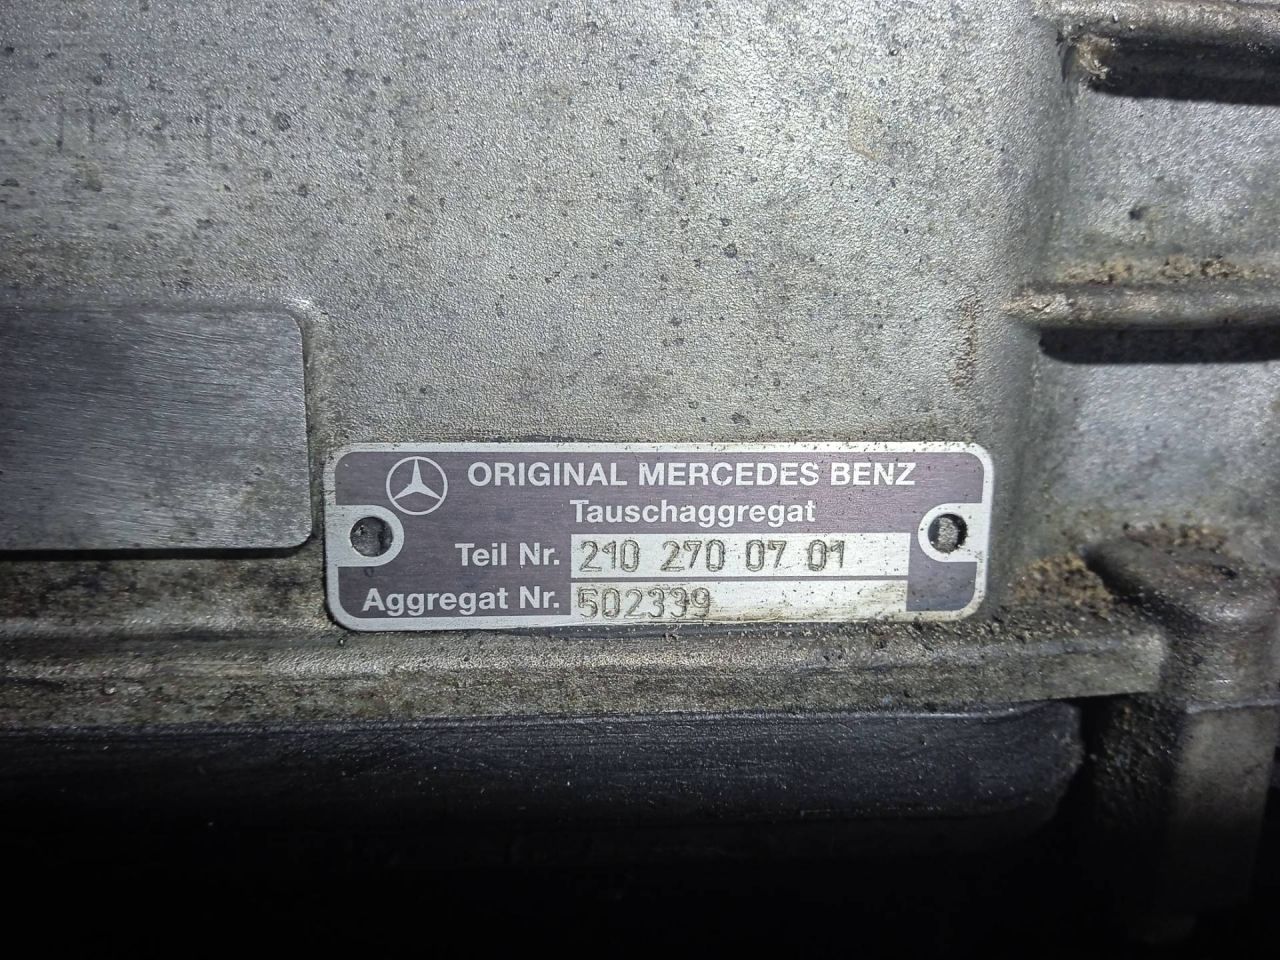 ORIGINAL MERCEDES BENZ
Tauschaggregat
Teil Nr. 210 270 07 01
Aggregat Nr. 502339